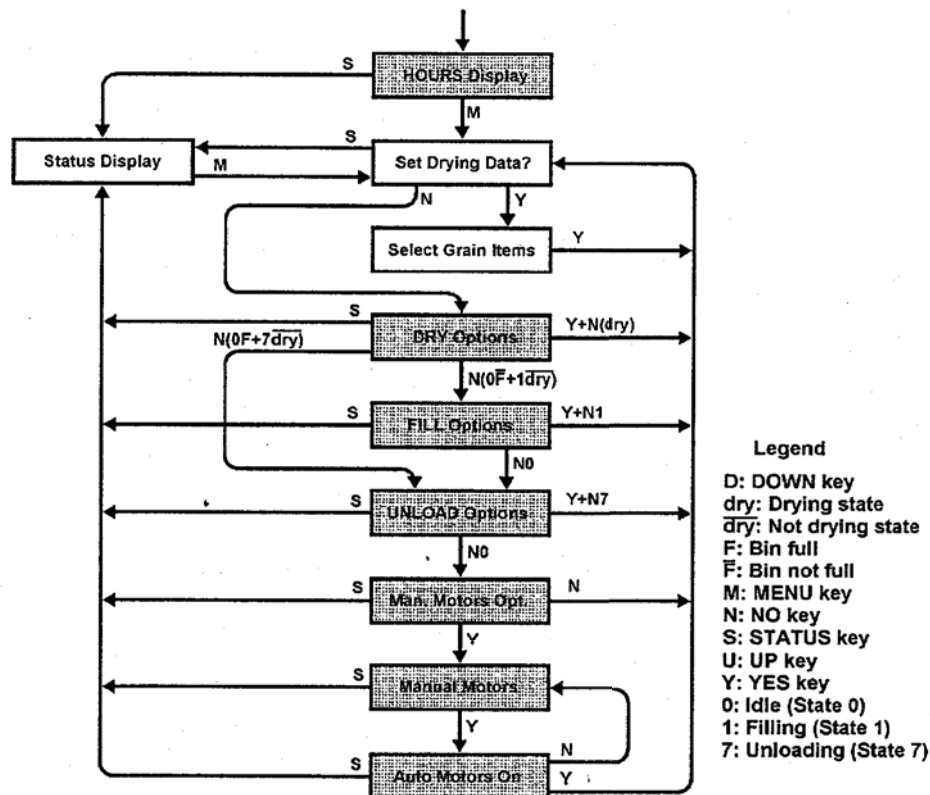 S
HOURS Display
M
S
Status Display
Set Drying Data?
M
N
Y
Select Grain Items
Y
S
Y+N(dry)
N(0F+7d̅r̅y̅)
DRY Options
N(0F̅+1d̅r̅y̅)
S
Y+N1
FILL Options
N0
S
Y+N7
UNLOAD Options
N0
S
N
Man. Motors Opt.
Y
S
Manual Motors
Y
N
S
Auto Motors On
Y
Legend
D: DOWN key
dry: Drying state
d̅r̅y̅: Not drying state
F: Bin full
F̅: Bin not full
M: MENU key
N: NO key
S: STATUS key
U: UP key
Y: YES key
0: Idle (State 0)
1: Filling (State 1)
7: Unloading (State 7)